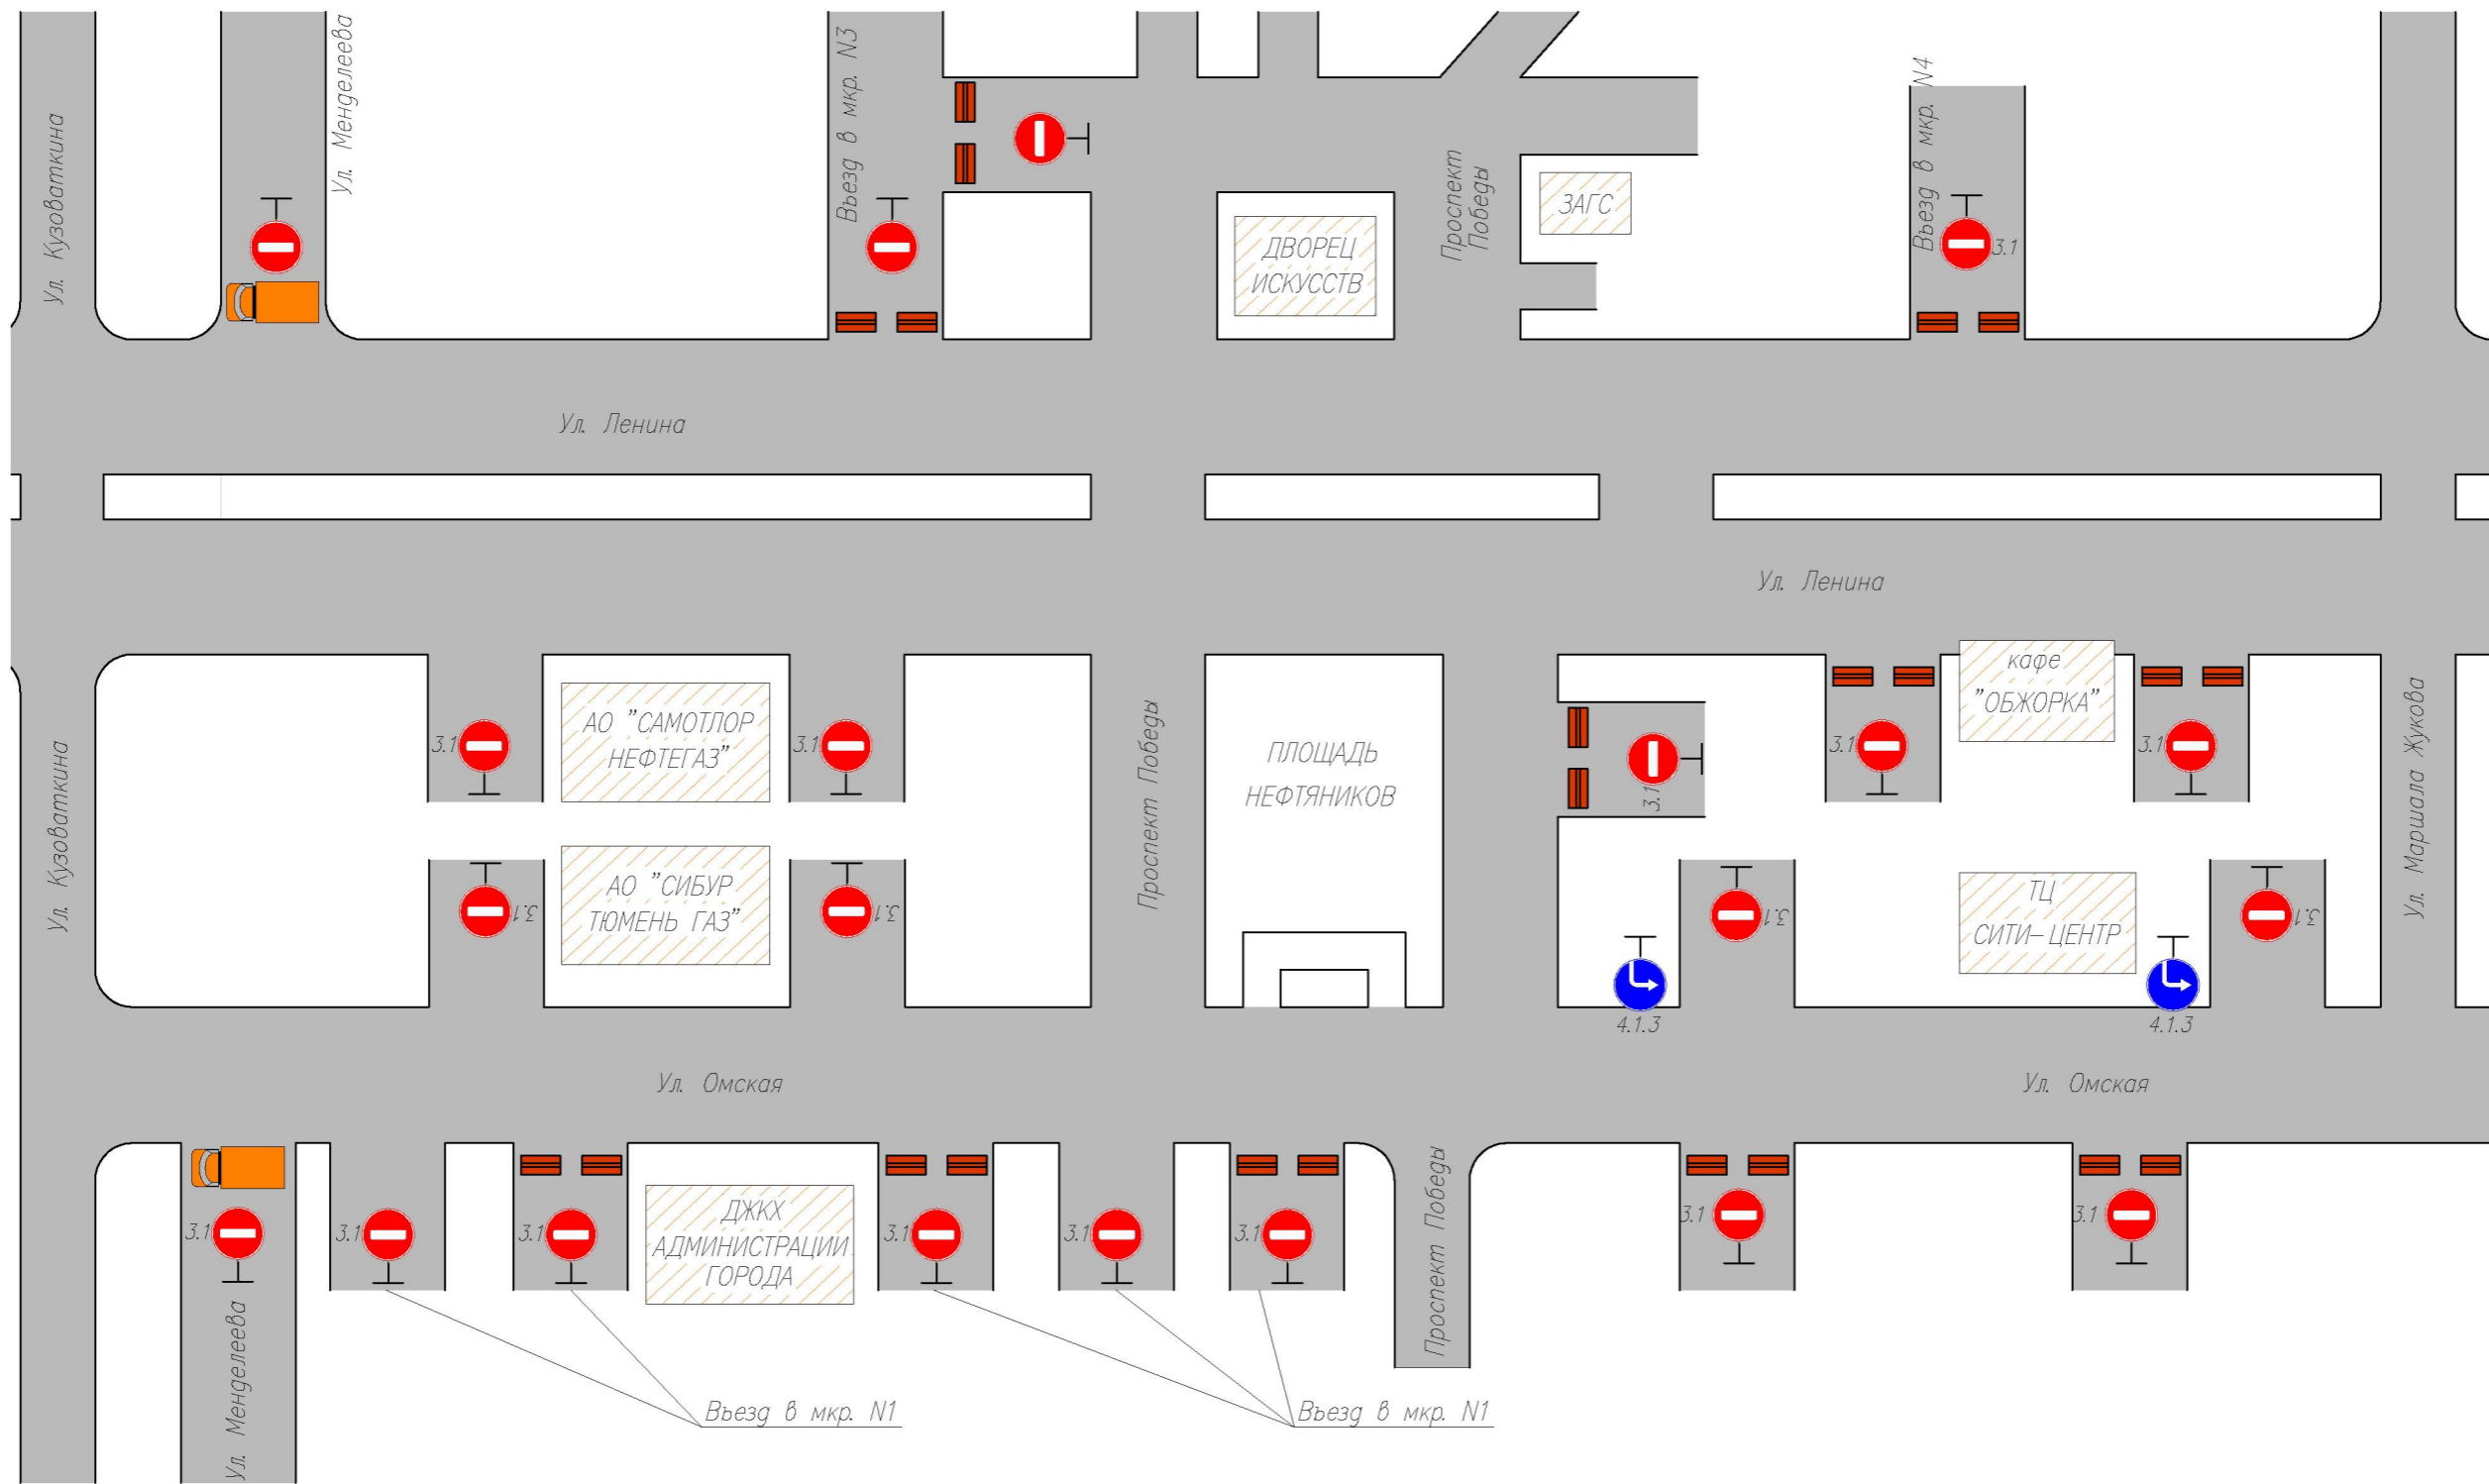 Ул. Кузоваткина
Ул. Менделеева
Въезд в мкр. N3
Проспект
Победы
ЗАГС
Въезд в мкр. N4
3.1
ДВОРЕЦ
ИСКУССТВ
Ул. Ленина
Ул. Ленина
Ул. Кузоваткина
3.1
АО "САМОТЛОР
НЕФТЕГАЗ"
3.1
Проспект Победы
ПЛОЩАДЬ
НЕФТЯНИКОВ
3.1
3.1
кафе
"ОБЖОРКА"
3.1
Ул. Маршала Жукова
3.1
АО "СИБУР
ТЮМЕНЬ ГАЗ"
3.1
3.1
ТЦ
СИТИ-ЦЕНТР
3.1
4.1.3
4.1.3
Ул. Омская
Ул. Омская
3.1
3.1
3.1
ДЖКХ
АДМИНИСТРАЦИИ
ГОРОДА
3.1
3.1
3.1
Проспект Победы
3.1
3.1
Ул. Менделеева
Въезд в мкр. N1
Въезд в мкр. N1